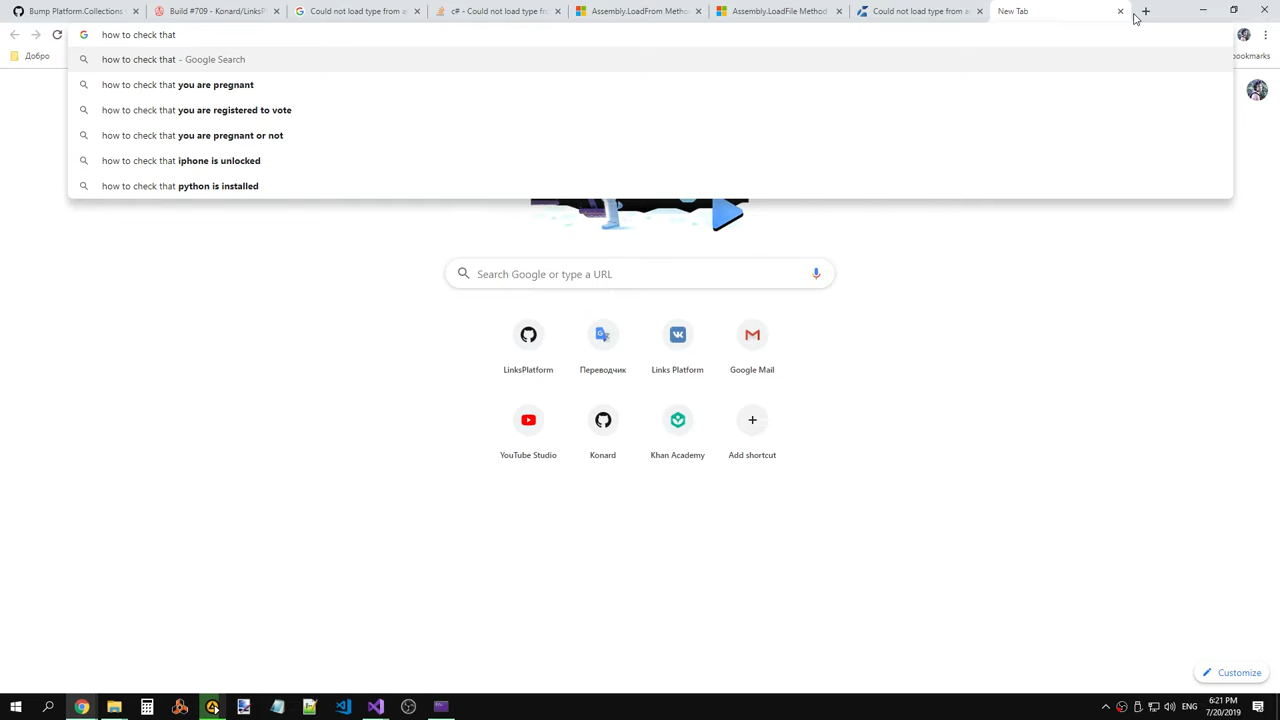 Bump Platform.Collections
Build #709 - Konard/LinksPl
Could not load type from as
c# - Could not load type fro
Assembly.LoadFrom Metho
Assembly.LoadFile Method
Could not load type from as
New Tab
how to check that
Добро
bookmarks
how to check that - Google Search
how to check that you are pregnant
how to check that you are registered to vote
how to check that you are pregnant or not
how to check that iphone is unlocked
how to check that python is installed
Search Google or type a URL
LinksPlatform
Переводчик
Links Platform
Google Mail
YouTube Studio
Konard
Khan Academy
Add shortcut
Customize
ENG
6:21 PM
7/20/2019